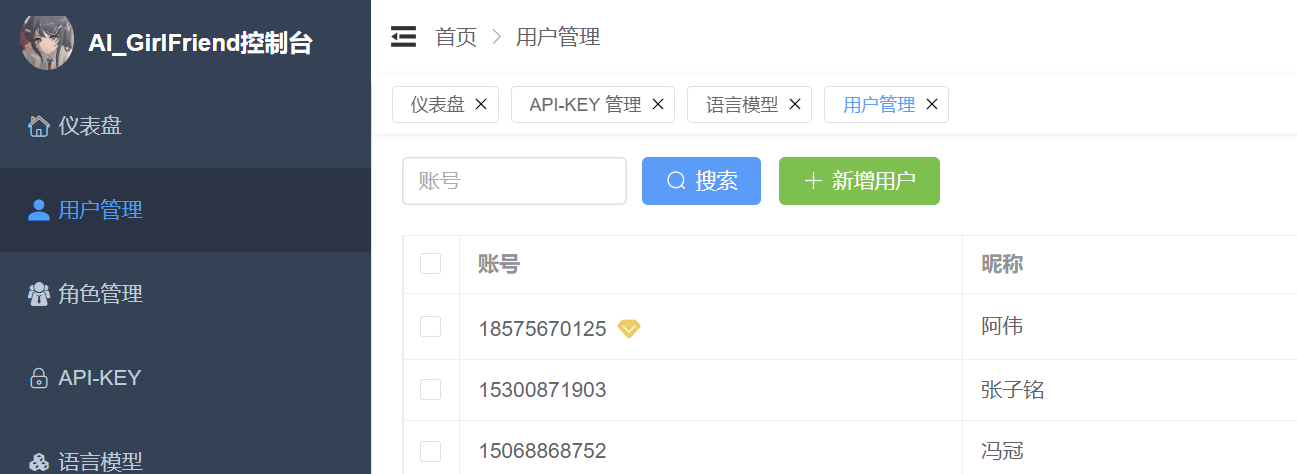 AI_GirlFriend控制台
仪表盘
用户管理
角色管理
API-KEY
语言模型
首页 > 用户管理
仪表盘 × API-KEY 管理 × 语言模型 × 用户管理 ×
账号 搜索 新增用户
账号 昵称
18575670125 阿伟
15300871903 张子铭
15068868752 冯冠